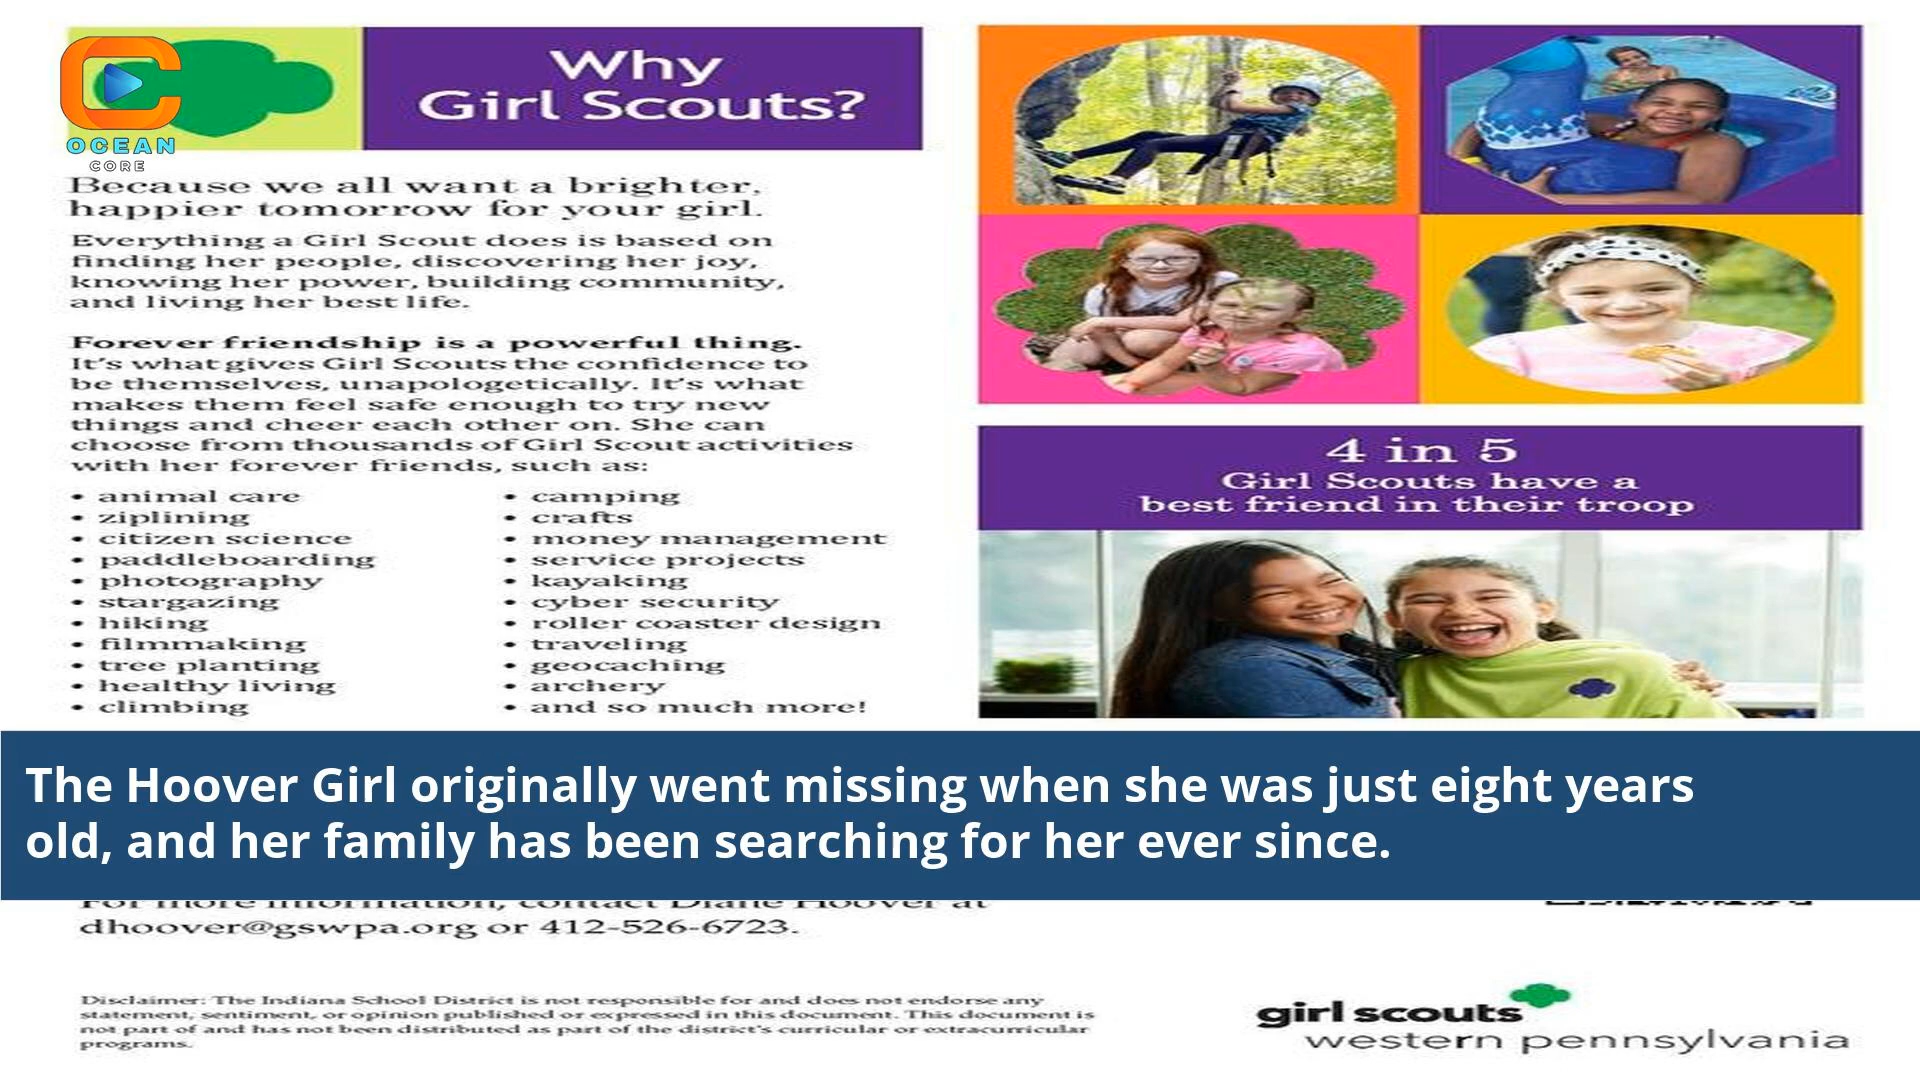 Why
Girl Scouts?
OCEAN
CORE
Because we all want a brighter,
happier tomorrow for your girl.
Everything a Girl Scout does is based on
finding her people, discovering her joy,
knowing her power, building community,
and living her best life.
Forever friendship is a powerful thing.
It's what gives Girl Scouts the confidence to
be themselves, unapologetically. It's what
makes them feel safe enough to try new
things and cheer each other on. She can
choose from thousands of Girl Scout activities
with her forever friends, such as:
• animal care
• ziplining
• citizen science
• paddleboarding
• photography
• stargazing
• hiking
• filmmaking
• tree planting
• healthy living
• climbing
• camping
• crafts
• money management
• service projects
• kayaking
• cyber security
• roller coaster design
• traveling
• geocaching
• archery
• and so much more!
4 in 5
Girl Scouts have a
best friend in their troop
The Hoover Girl originally went missing when she was just eight years
old, and her family has been searching for her ever since.
For more information, contact Diane Hoover at
dhoover@gswpa.org or 412-526-6723.
Disclaimer: The Indiana School District is not responsible for and does not endorse any
statement, sentiment, or opinion published or expressed in this document. This document is
not part of and has not been distributed as part of the district's curricular or extracurricular
programs.
girl scouts
western pennsylvania